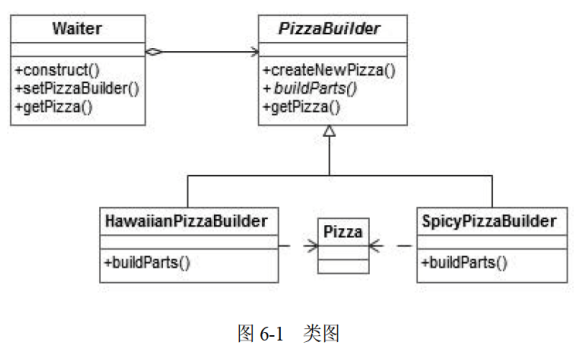 Waiter
+construct()
+setPizzaBuilder()
+getPizza()
PizzaBuilder
+createNewPizza()
+ buildParts()
+getPizza()
HawaiianPizzaBuilder
+buildParts()
Pizza
SpicyPizzaBuilder
+buildParts()
图 6-1 类图